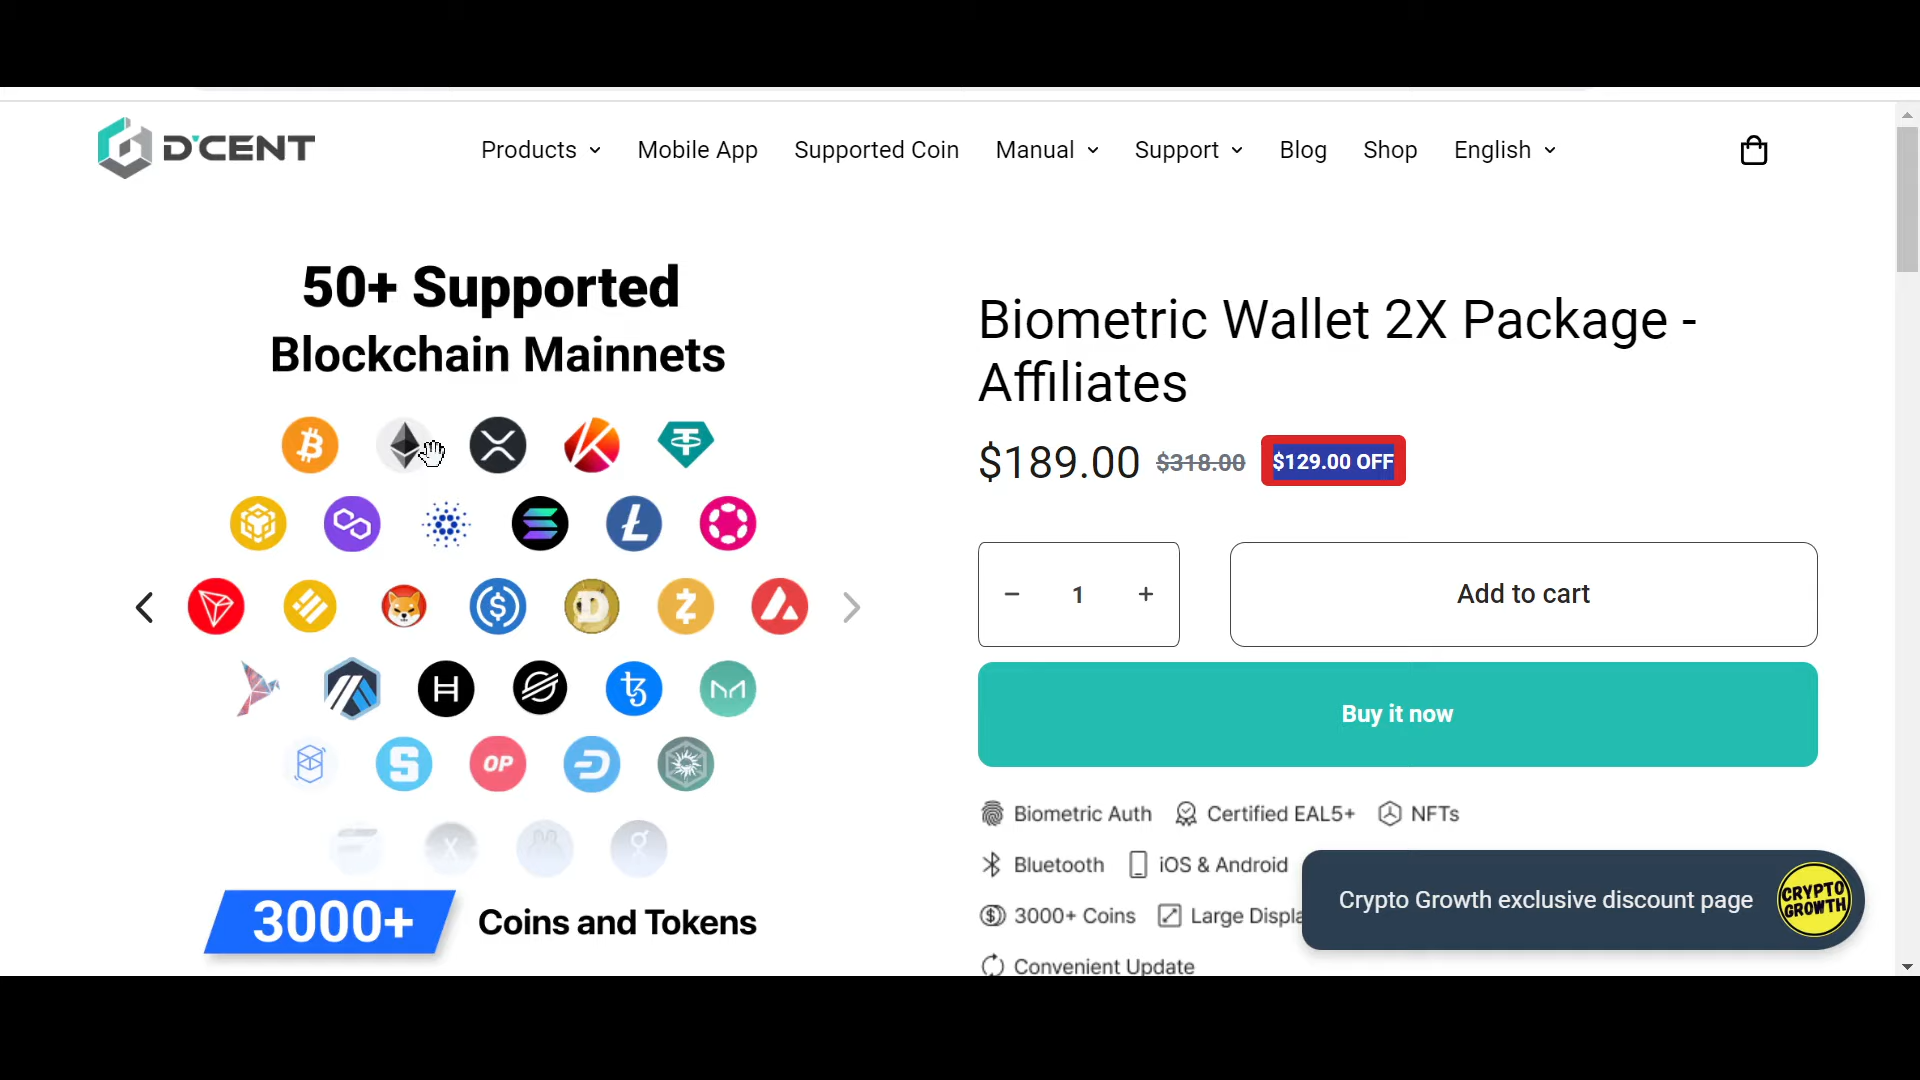 D'CENT
Products
Mobile App
Supported Coin
Manual
Support
Blog
Shop
English
50+ Supported
Blockchain Mainnets
OP
3000+
Coins and Tokens
Biometric Wallet 2X Package -
Affiliates
$189.00 $318.00 $129.00 OFF
− 1 +
Add to cart
Buy it now
Biometric Auth Certified EAL5+ NFTs
Bluetooth iOS & Android
3000+ Coins Large Displa
Convenient Update
Crypto Growth exclusive discount page
CRYPTO
GROWTH